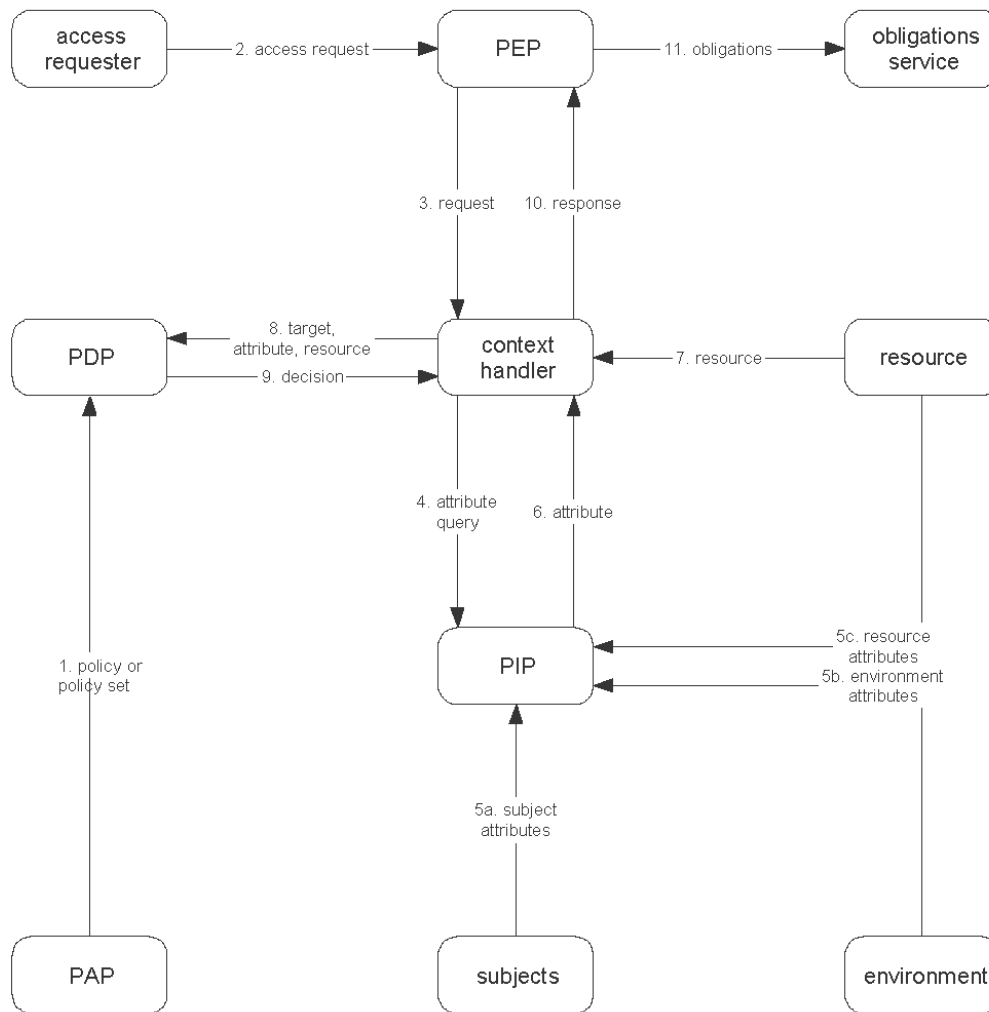 access
requester
2. access request
PEP
11. obligations
obligations
service
3. request
10. response
PDP
8. target,
attribute, resource
9. decision
context
handler
7. resource
resource
4. attribute
query
6. attribute
1. policy or
policy set
PIP
5c. resource
attributes
5b. environment
attributes
5a. subject
attributes
PAP
subjects
environment